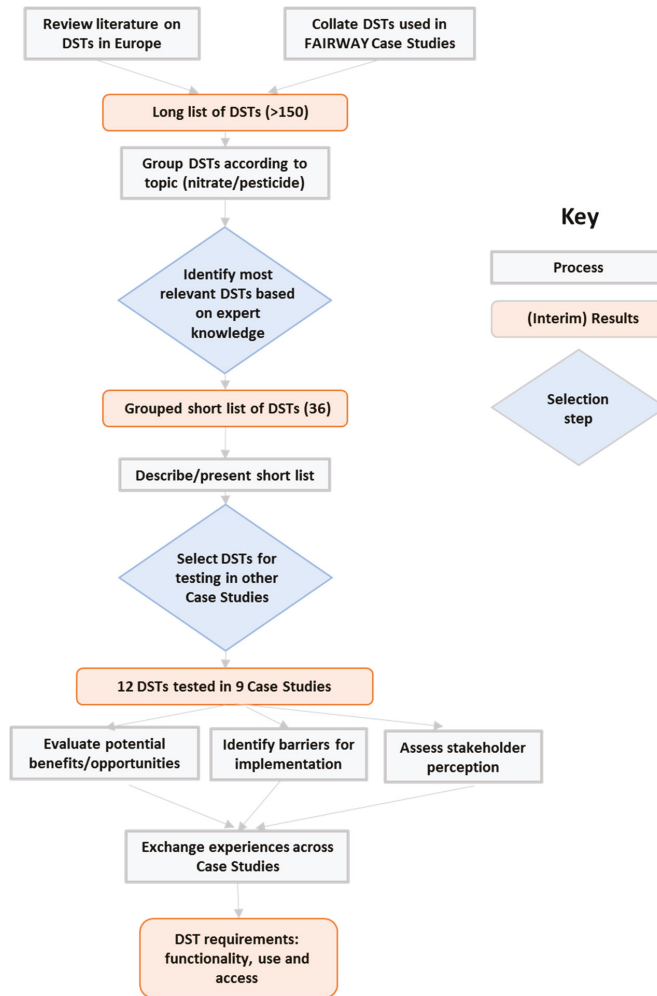 Review literature on
DSTs in Europe
Collate DSTs used in
FAIRWAY Case Studies
Long list of DSTs (>150)
Group DSTs according to
topic (nitrate/pesticide)
Identify most
relevant DSTs based
on expert
knowledge
Grouped short list of DSTs (36)
Describe/present short list
Select DSTs for
testing in other
Case Studies
12 DSTs tested in 9 Case Studies
Evaluate potential
benefits/opportunities
Identify barriers for
implementation
Assess stakeholder
perception
Exchange experiences across
Case Studies
DST requirements:
functionality, use and
access
Key
Process
(Interim) Results
Selection
step